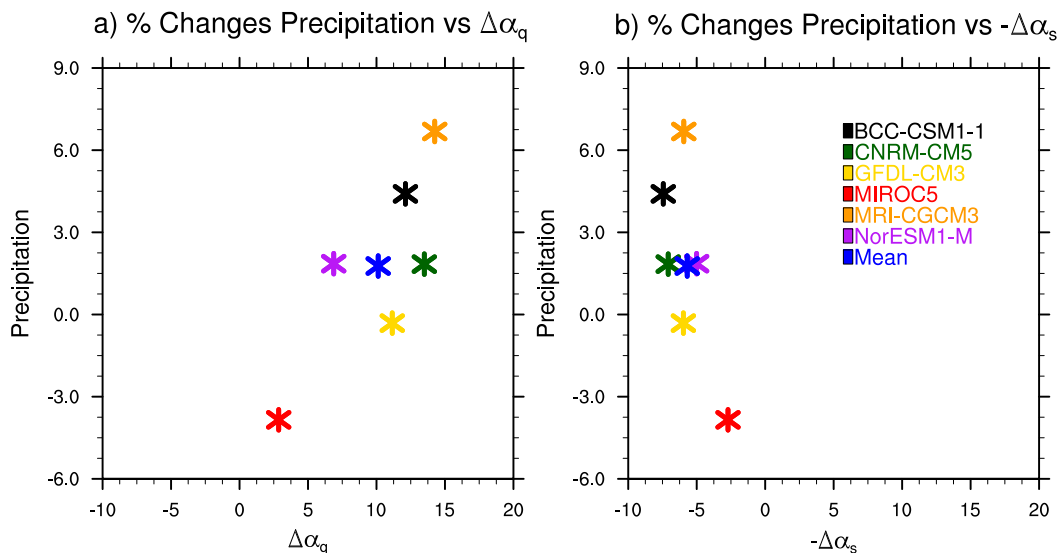 a) % Changes Precipitation vs Δα_q
9.0
6.0
3.0
0.0
-3.0
-6.0
Precipitation
-10
-5
0
5
10
15
20
Δα_q
b) % Changes Precipitation vs -Δα_s
9.0
6.0
3.0
0.0
-3.0
-6.0
Precipitation
BCC-CSM1-1
CNRM-CM5
GFDL-CM3
MIROC5
MRI-CGCM3
NorESM1-M
Mean
-10
-5
0
5
10
15
20
-Δα_s